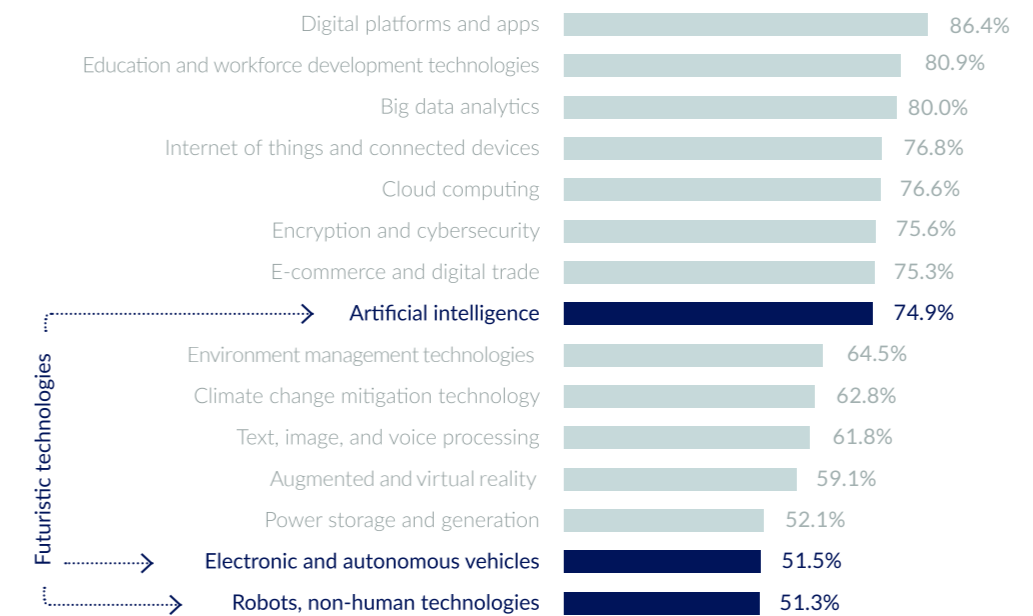 Digital platforms and apps 86.4%
Education and workforce development technologies 80.9%
Big data analytics 80.0%
Internet of things and connected devices 76.8%
Cloud computing 76.6%
Encryption and cybersecurity 75.6%
E-commerce and digital trade 75.3%
Artificial intelligence 74.9%
Environment management technologies 64.5%
Climate change mitigation technology 62.8%
Text, image, and voice processing 61.8%
Augmented and virtual reality 59.1%
Power storage and generation 52.1%
Electronic and autonomous vehicles 51.5%
Robots, non-human technologies 51.3%
Futuristic technologies